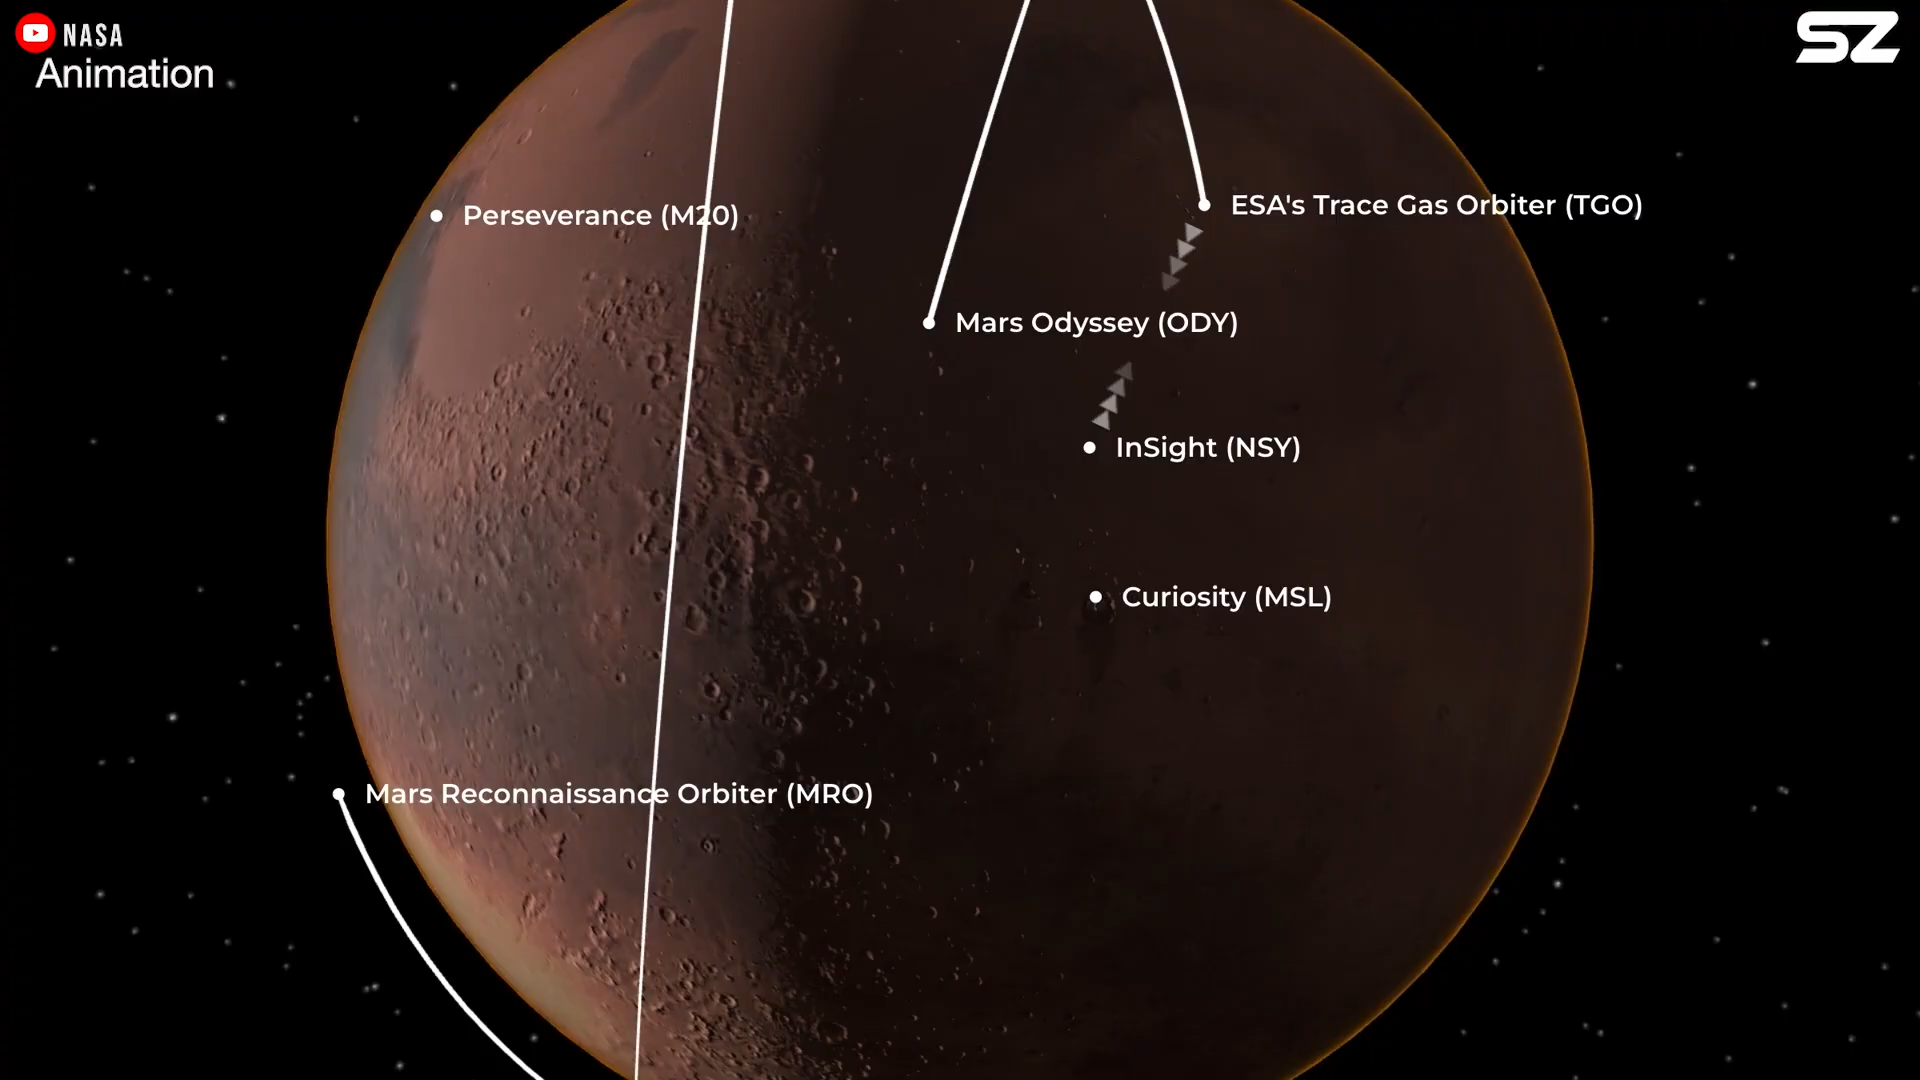 NASA
Animation
SZ
Perseverance (M20)
ESA's Trace Gas Orbiter (TGO)
Mars Odyssey (ODY)
InSight (NSY)
Curiosity (MSL)
Mars Reconnaissance Orbiter (MRO)